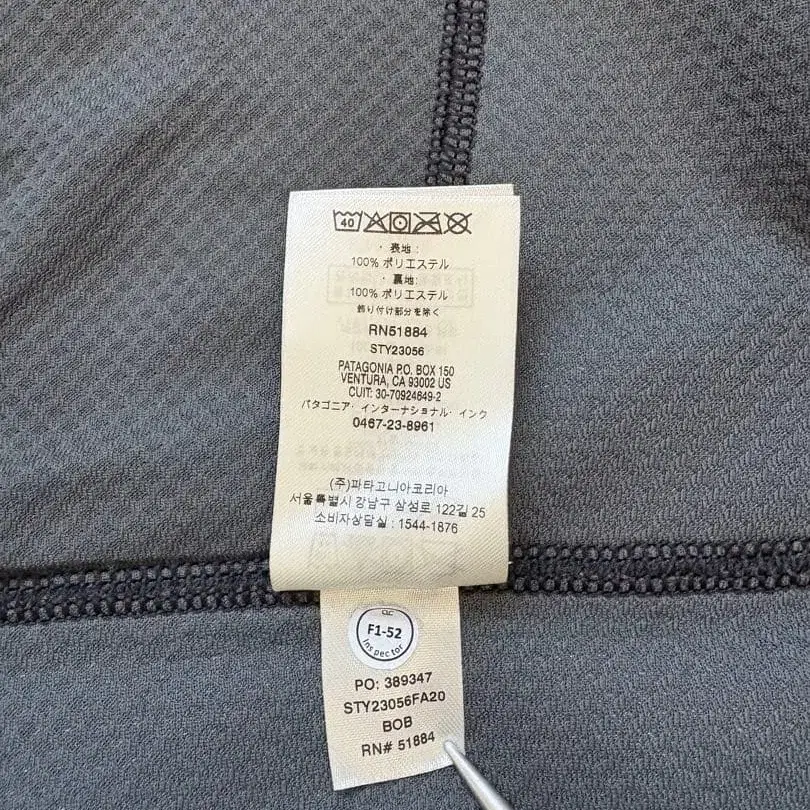 40
・表地:
100% ポリエステル
・裏地:
100% ポリエステル
飾り付け部分を除く
RN51884
STY23056
PATAGONIA P.O. BOX 150
VENTURA, CA 93002 US
CUIT: 30-70924649-2
パタゴニア・インターナショナル・インク
0467-23-8961
(주)파타고니아코리아
서울특별시 강남구 삼성로 122길 25
소비자상담실 : 1544-1876
F1-52
Inspector
PO: 389347
STY23056FA20
BOB
RN# 51884